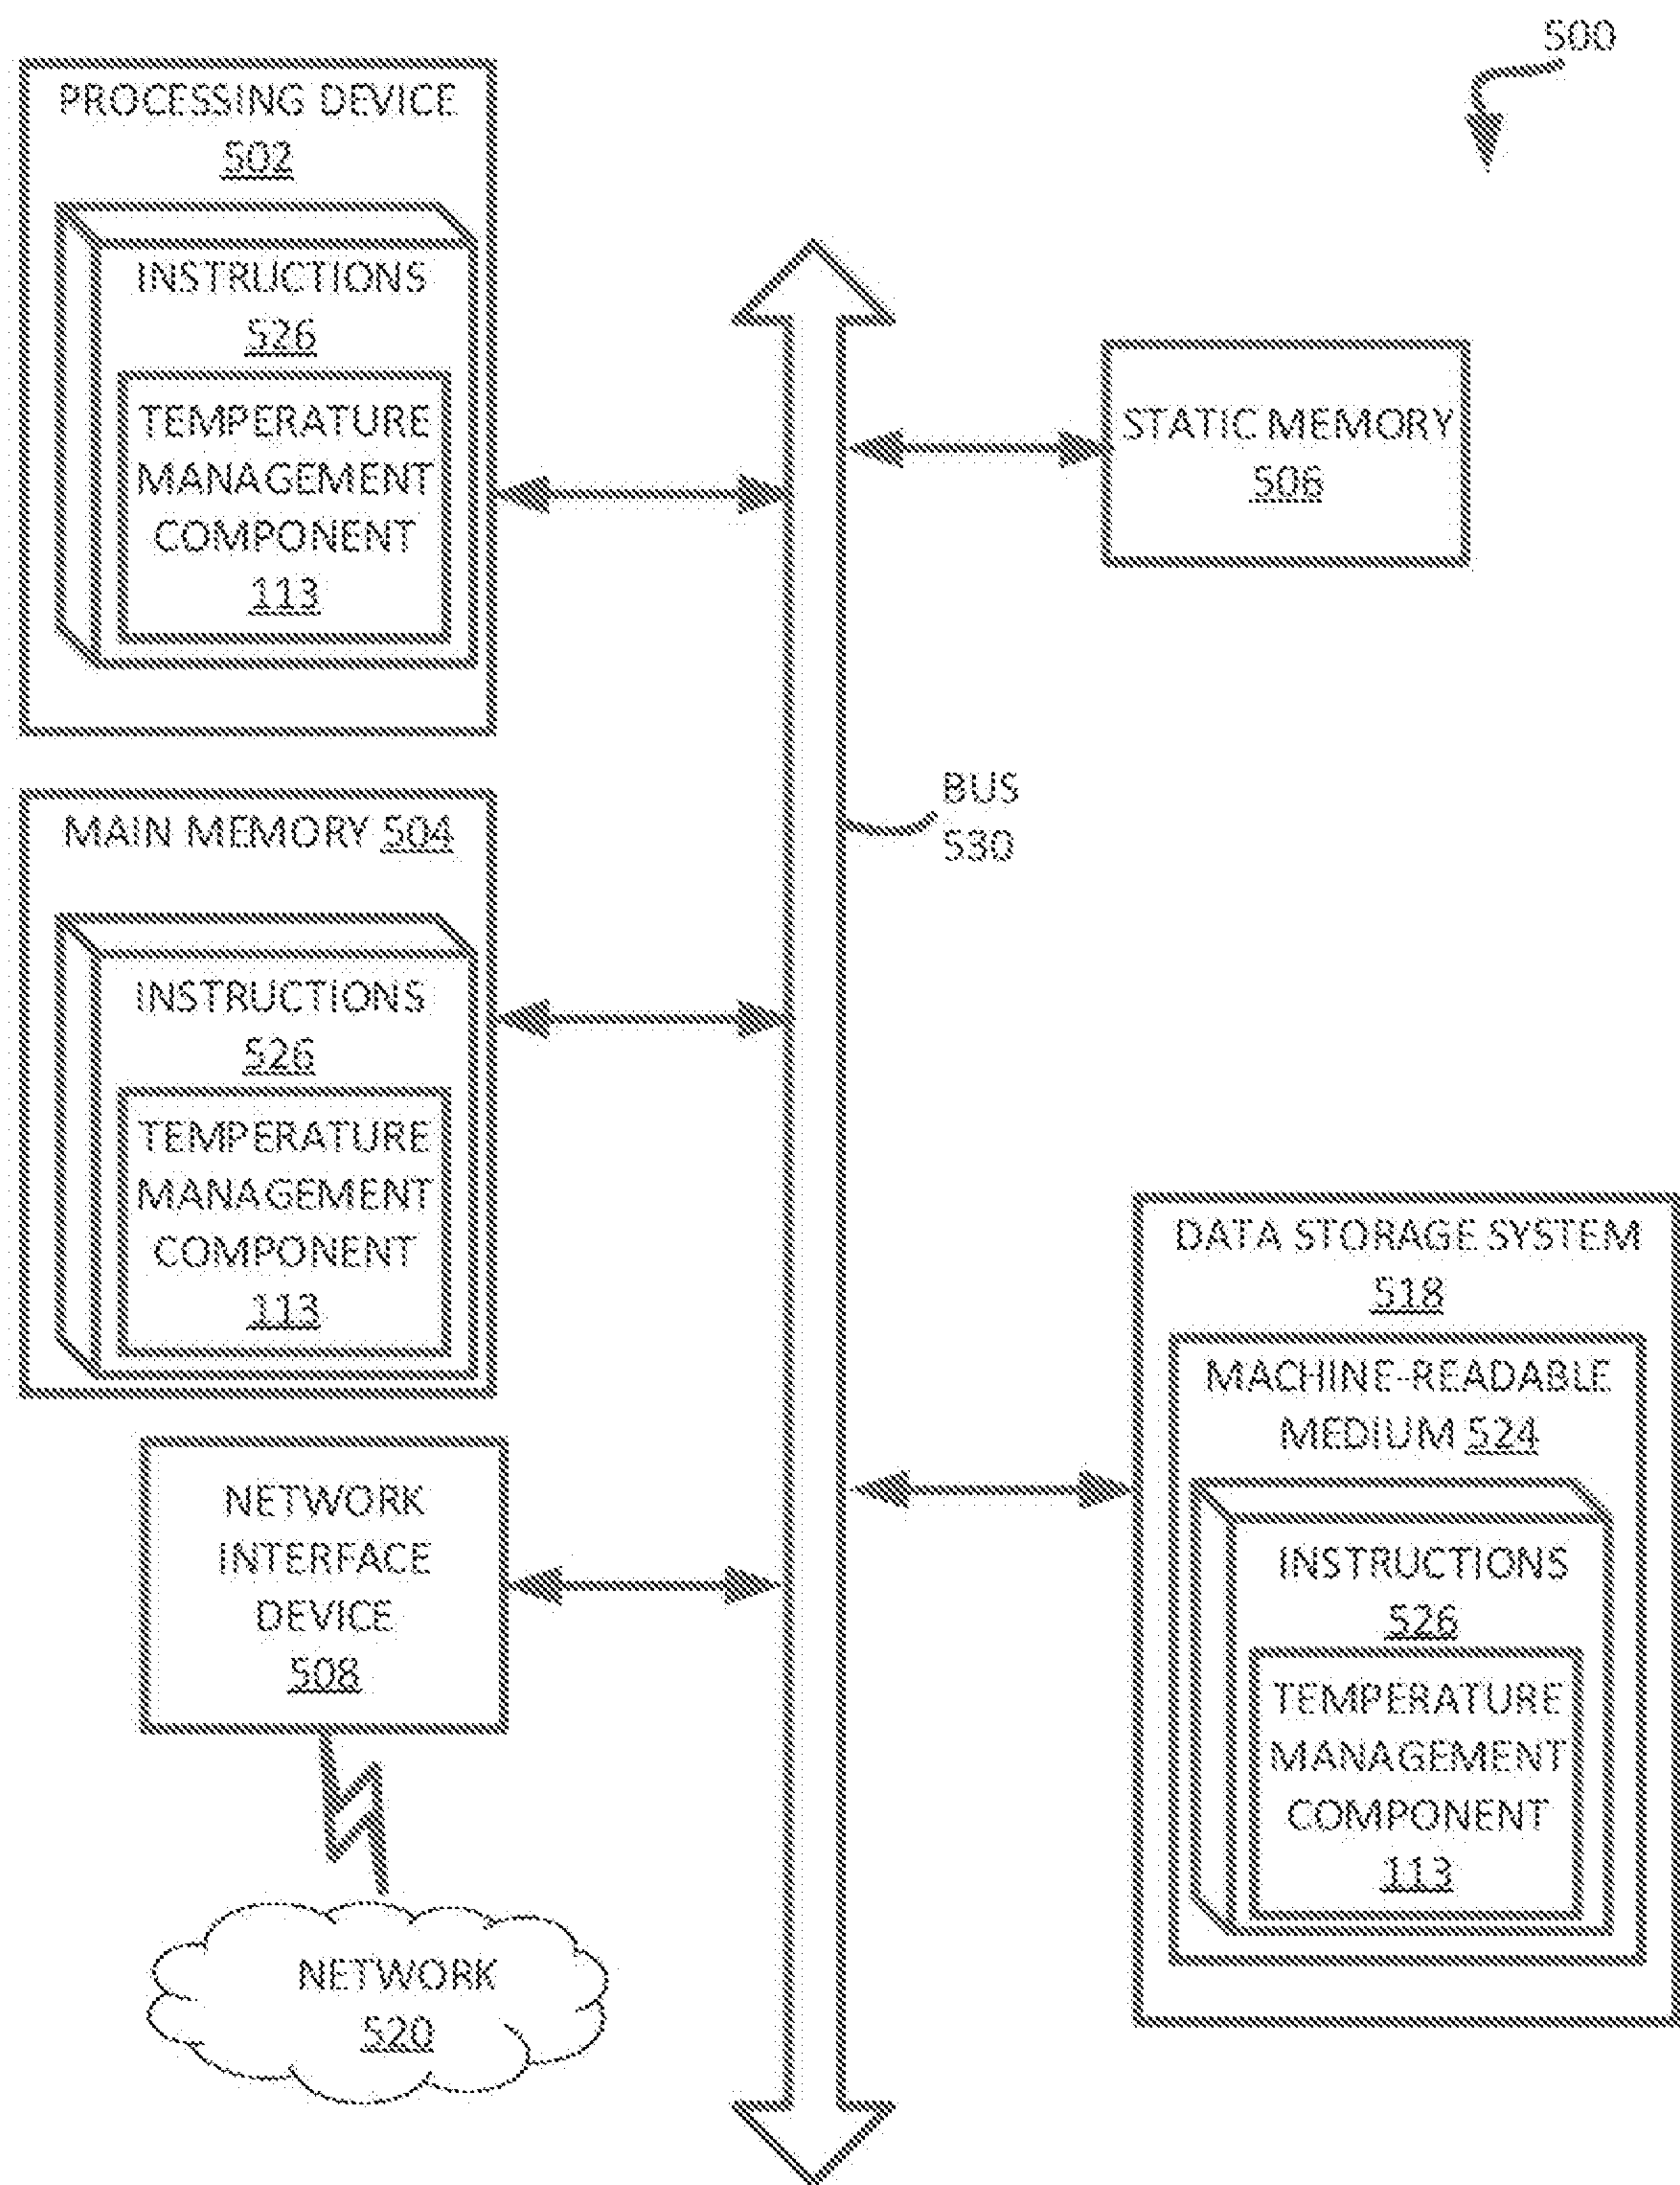 500
PROCESSING DEVICE
502
INSTRUCTIONS
526
TEMPERATURE
MANAGEMENT
COMPONENT
113
STATIC MEMORY
506
BUS
530
MAIN MEMORY 504
INSTRUCTIONS
526
TEMPERATURE
MANAGEMENT
COMPONENT
113
DATA STORAGE SYSTEM
518
MACHINE-READABLE
MEDIUM 524
INSTRUCTIONS
526
TEMPERATURE
MANAGEMENT
COMPONENT
113
NETWORK
INTERFACE
DEVICE
508
NETWORK
520